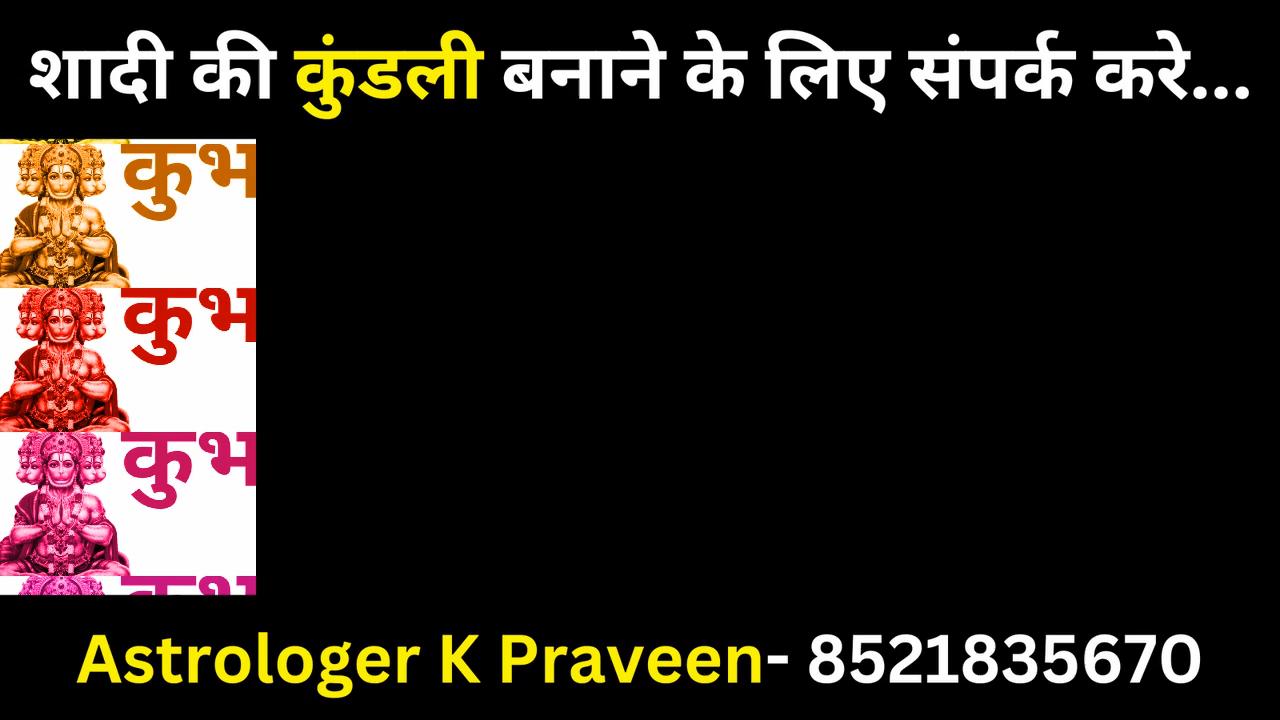 शादी की कुंडली बनाने के लिए संपर्क करे...
कुभ
कुभ
कुभ
Astrologer K Praveen- 8521835670